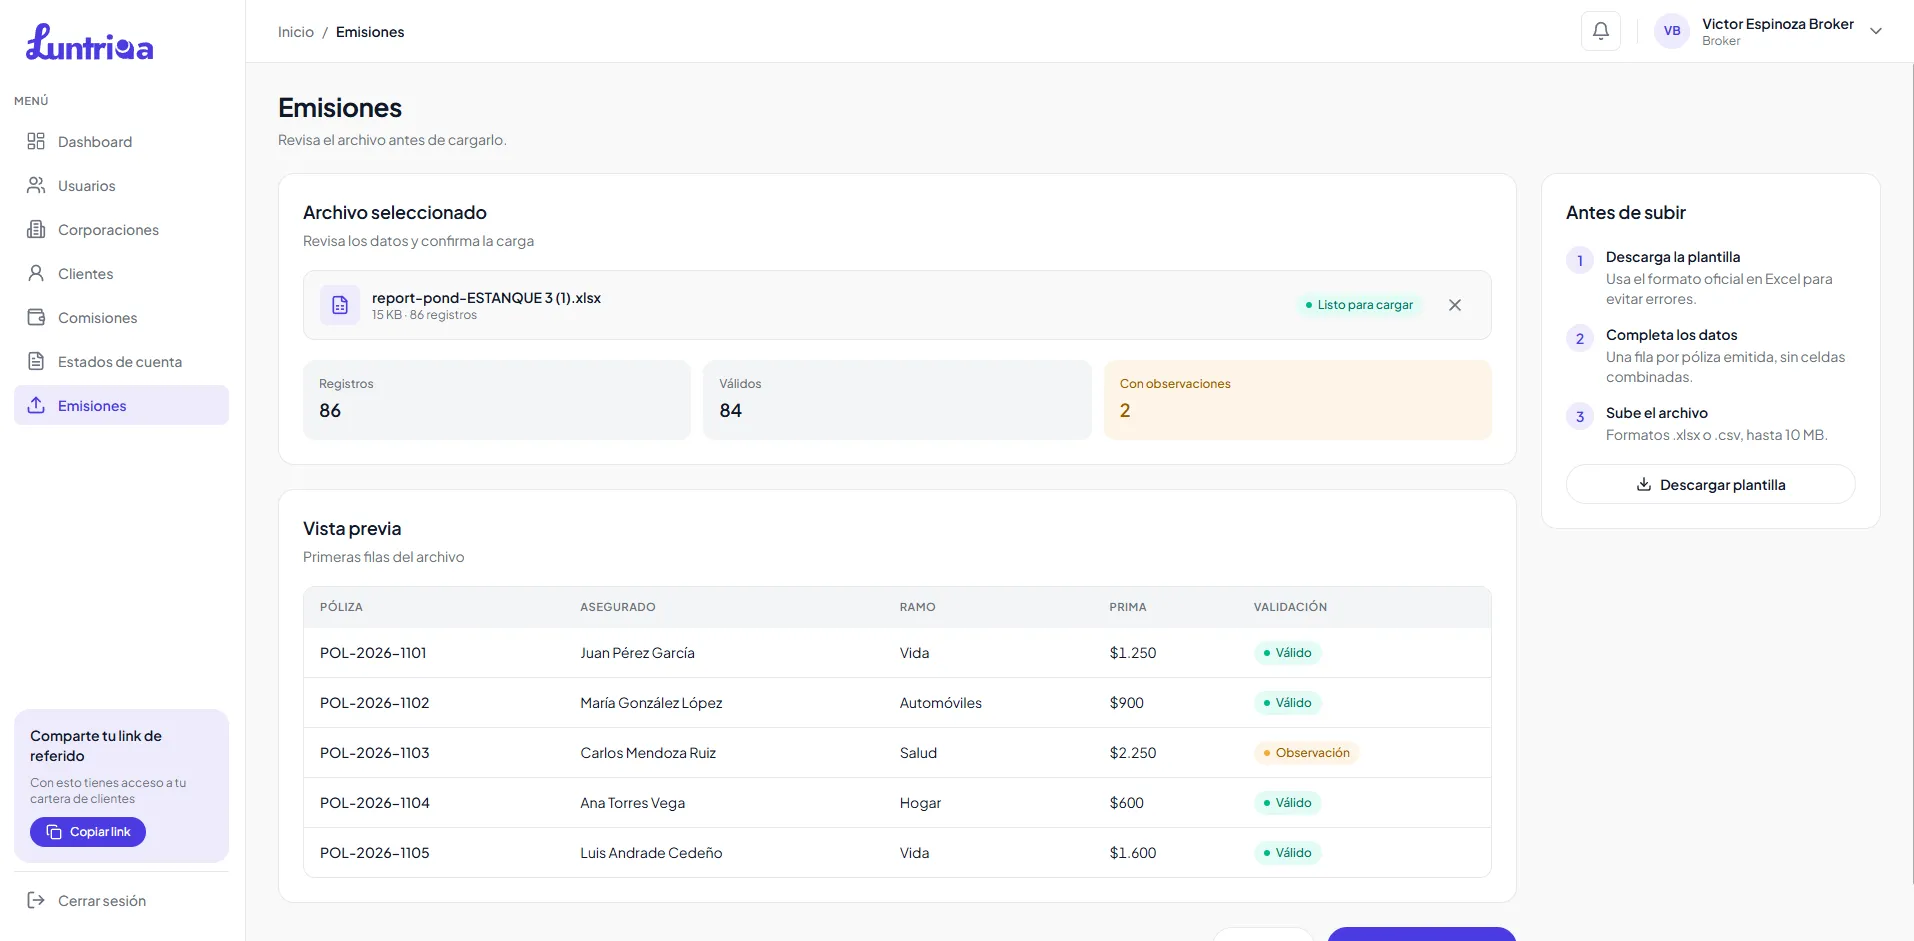 Luntria
MENÚ
Dashboard
Usuarios
Corporaciones
Clientes
Comisiones
Estados de cuenta
Emisiones
Comparte tu link de
referido
Con esto tienes acceso a tu
cartera de clientes
Copiar link
Cerrar sesión
Inicio / Emisiones
VB
Victor Espinoza Broker
Broker
Emisiones
Revisa el archivo antes de cargarlo.
Archivo seleccionado
Revisa los datos y confirma la carga
report-pond-ESTANQUE 3 (1).xlsx
15 KB · 86 registros
Listo para cargar
Registros
86
Válidos
84
Con observaciones
2
Vista previa
Primeras filas del archivo
PÓLIZA ASEGURADO RAMO PRIMA VALIDACIÓN
POL-2026-1101 Juan Pérez García Vida $1.250 Válido
POL-2026-1102 María González López Automóviles $900 Válido
POL-2026-1103 Carlos Mendoza Ruiz Salud $2.250 Observación
POL-2026-1104 Ana Torres Vega Hogar $600 Válido
POL-2026-1105 Luis Andrade Cedeño Vida $1.600 Válido
Antes de subir
1
Descarga la plantilla
Usa el formato oficial en Excel para
evitar errores.
2
Completa los datos
Una fila por póliza emitida, sin celdas
combinadas.
3
Sube el archivo
Formatos .xlsx o .csv, hasta 10 MB.
Descargar plantilla